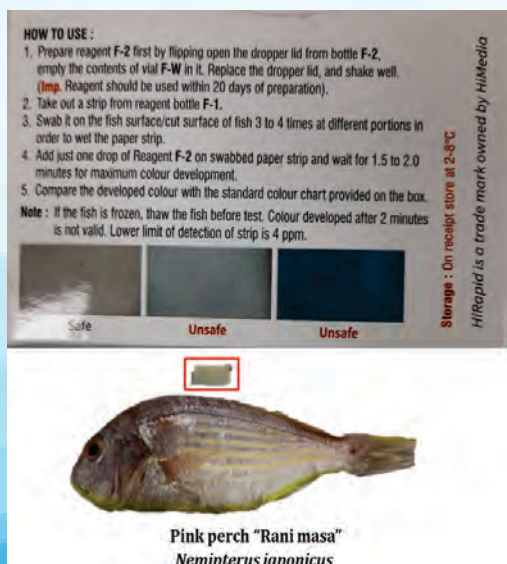 HOW TO USE :
1. Prepare reagent F-2 first by flipping open the dropper lid from bottle F-2,
empty the contents of vial F-W in it. Replace the dropper lid, and shake well.
(Imp. Reagent should be used within 20 days of preparation).
2. Take out a strip from reagent bottle F-1.
3. Swab it on the fish surface/cut surface of fish 3 to 4 times at different portions in
order to wet the paper strip.
4. Add just one drop of Reagent F-2 on swabbed paper strip and wait for 1.5 to 2.0
minutes for maximum colour development.
5. Compare the developed colour with the standard colour chart provided on the box.
Note : If the fish is frozen, thaw the fish before test. Colour developed after 2 minutes
is not valid. Lower limit of detection of strip is 4 ppm.
Safe
Unsafe
Unsafe
Storage : On receipt store at 2-8°C
HiRapid is a trade mark owned by HiMedia
Pink perch "Rani masa"
Nemipterus japonicus